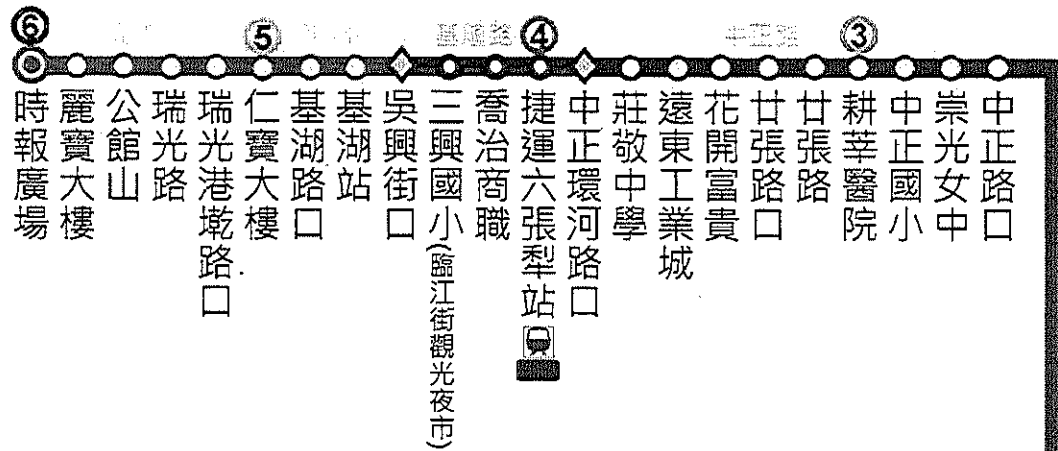 ⑥
⑤
基隆路
④
中正路
③
時報廣場
麗寶大樓
公館山
瑞光路
瑞光港墘路口
仁寶大樓
基湖路口
基湖站
吳興街口
三興國小(臨江街觀光夜市)
喬治商職
捷運六張犁站
中正環河路口
莊敬中學
遠東工業城
花開富貴
廿張路口
廿張路
耕莘醫院
中正國小
崇光女中
中正路口